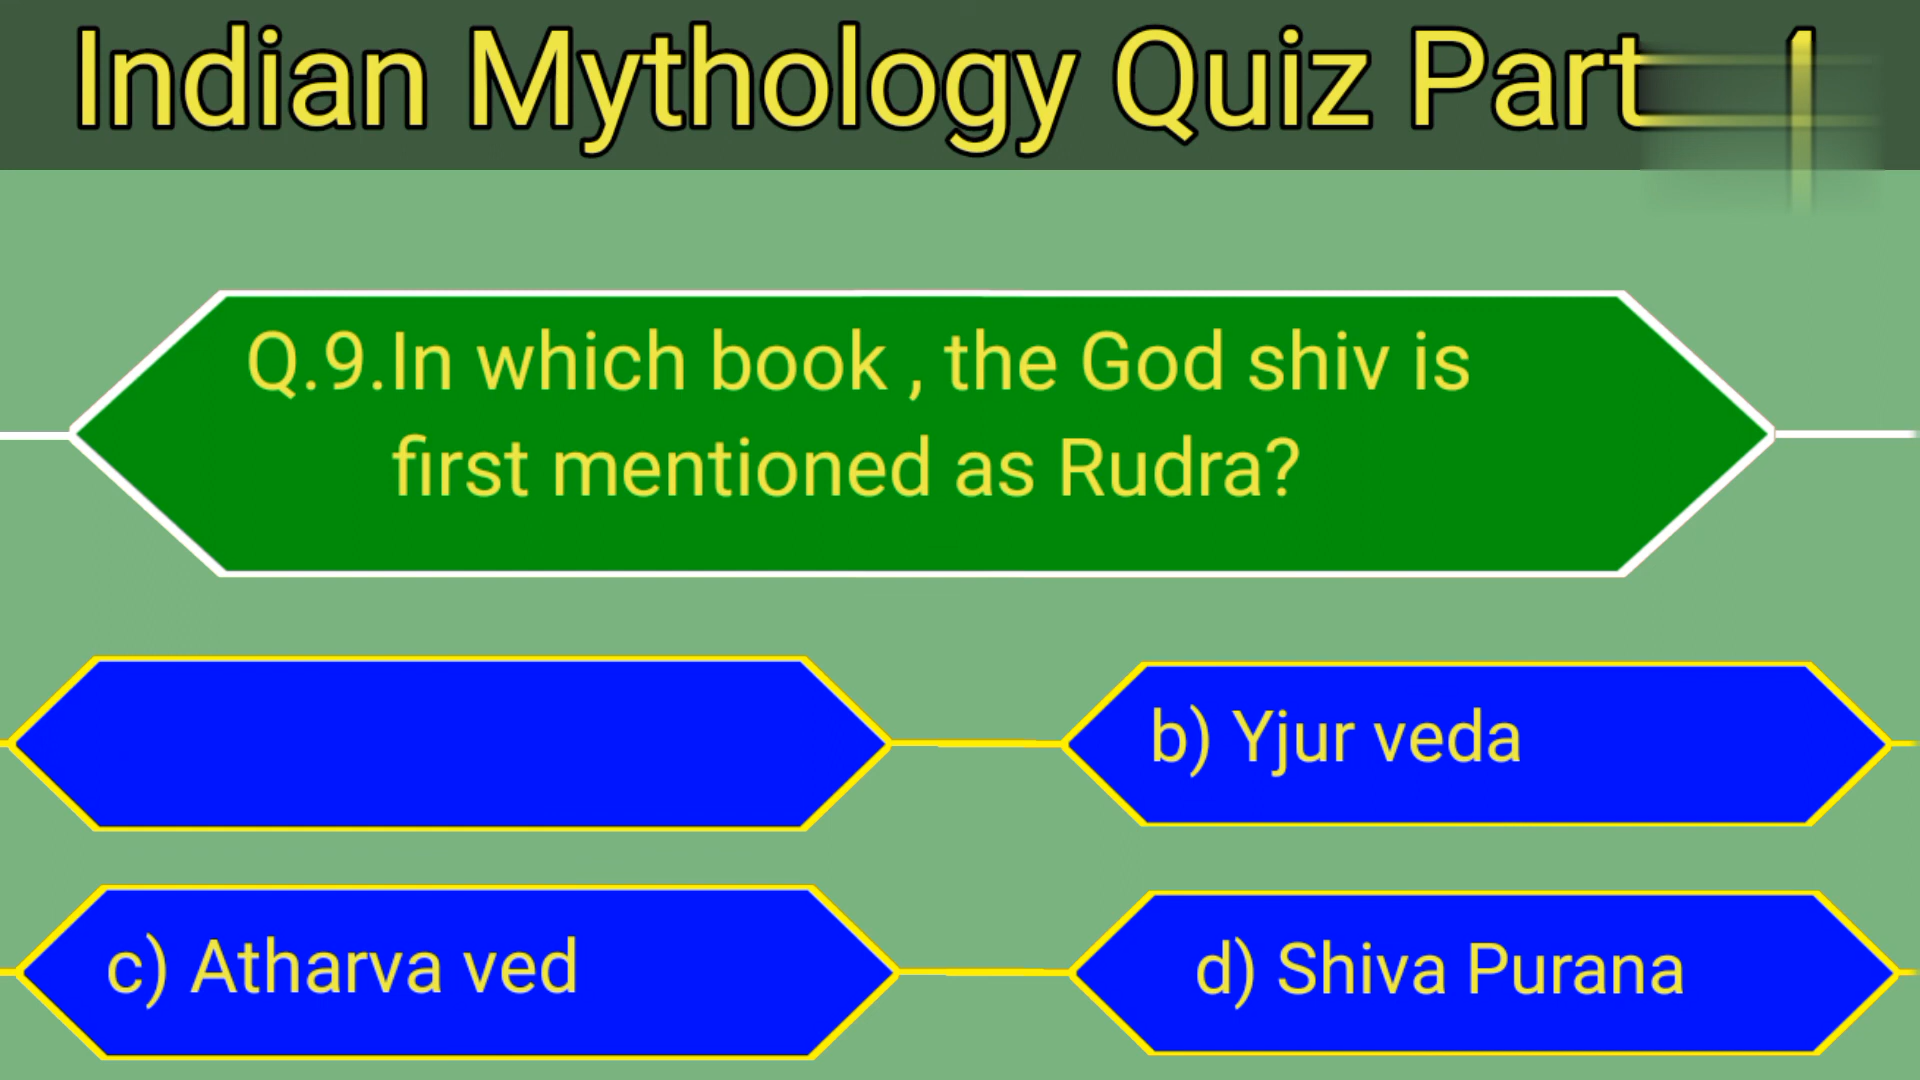 Indian Mythology Quiz Part
Q.9.In which book , the God shiv is
first mentioned as Rudra?
b) Yjur veda
c) Atharva ved
d) Shiva Purana